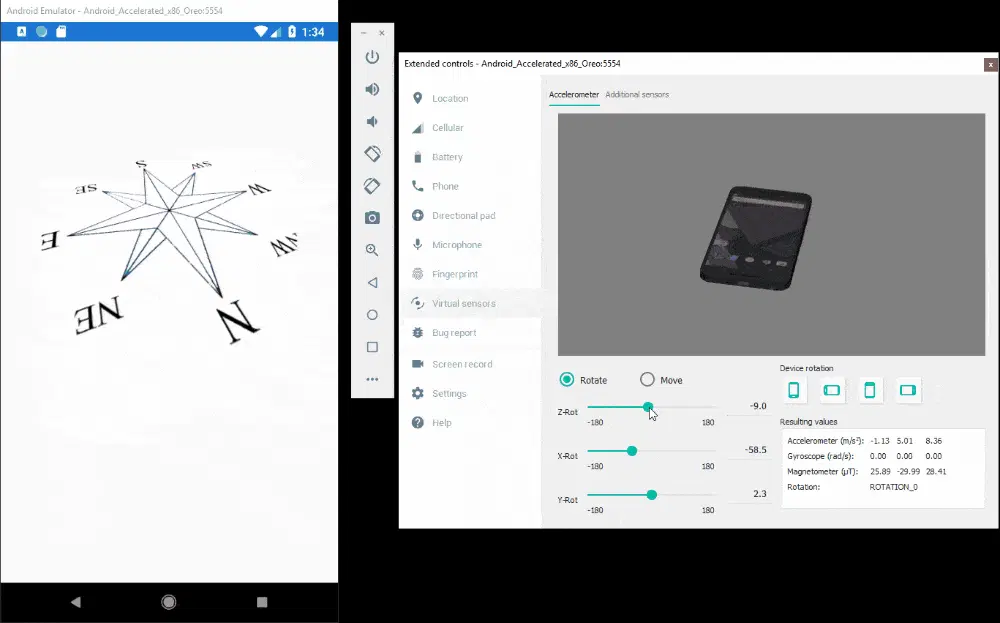 Android Emulator - Android_Accelerated_x86_Oreo:5554
A
1:34
S
SW
SE
W
E
NW
NE
N
Extended controls - Android_Accelerated_x86_Oreo:5554
Location
Cellular
Battery
Phone
Directional pad
Microphone
Fingerprint
Virtual sensors
Bug report
Screen record
Settings
Help
Accelerometer Additional sensors
Rotate Move
Z-Rot -9.0
-180 180
X-Rot -58.5
-180 180
Y-Rot 2.3
-180 180
Device rotation
Resulting values
Accelerometer (m/s²): -1.13 5.01 8.36
Gyroscope (rad/s): 0.00 0.00 0.00
Magnetometer (μT): 25.89 -29.99 28.41
Rotation: ROTATION_0